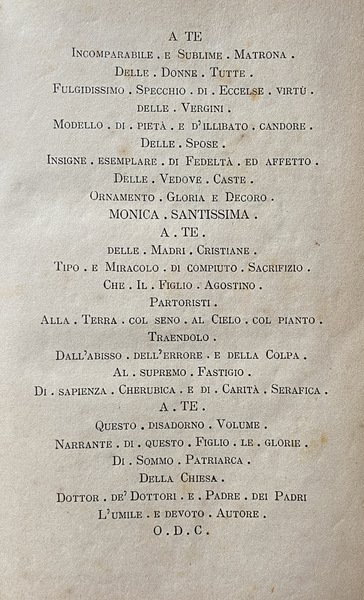 A TE
Incomparabile . e Sublime . Matrona .
Delle . Donne . Tutte .
Fulgidissimo . Specchio . di . Eccelse . virtù .
delle . Vergini .
Modello . di . pietà . e d'illibato . candore .
Delle . Spose .
Insigne . esemplare . di Fedeltà . ed affetto .
Delle . Vedove . Caste .
Ornamento . Gloria e Decoro .
MONICA . SANTISSIMA .
A . TE .
delle . Madri . Cristiane .
Tipo . e Miracolo . di compiuto . Sacrifizio .
Che . Il . Figlio . Agostino .
Partoristi .
Alla . Terra . col seno . al Cielo . col pianto .
Traendolo .
Dall'abisso . dell'errore . e della Colpa .
Al . supremo . Fastigio .
Di . sapienza . Cherubica . e di . Carità . Serafica .
A . TE .
Questo . disadorno . Volume .
Narrante . di . questo . Figlio . le . glorie .
Di . Sommo . Patriarca .
Della Chiesa .
Dottor . de' Dottori . e . Padre . dei Padri
L'umile . e devoto . Autore .
O . D . C .